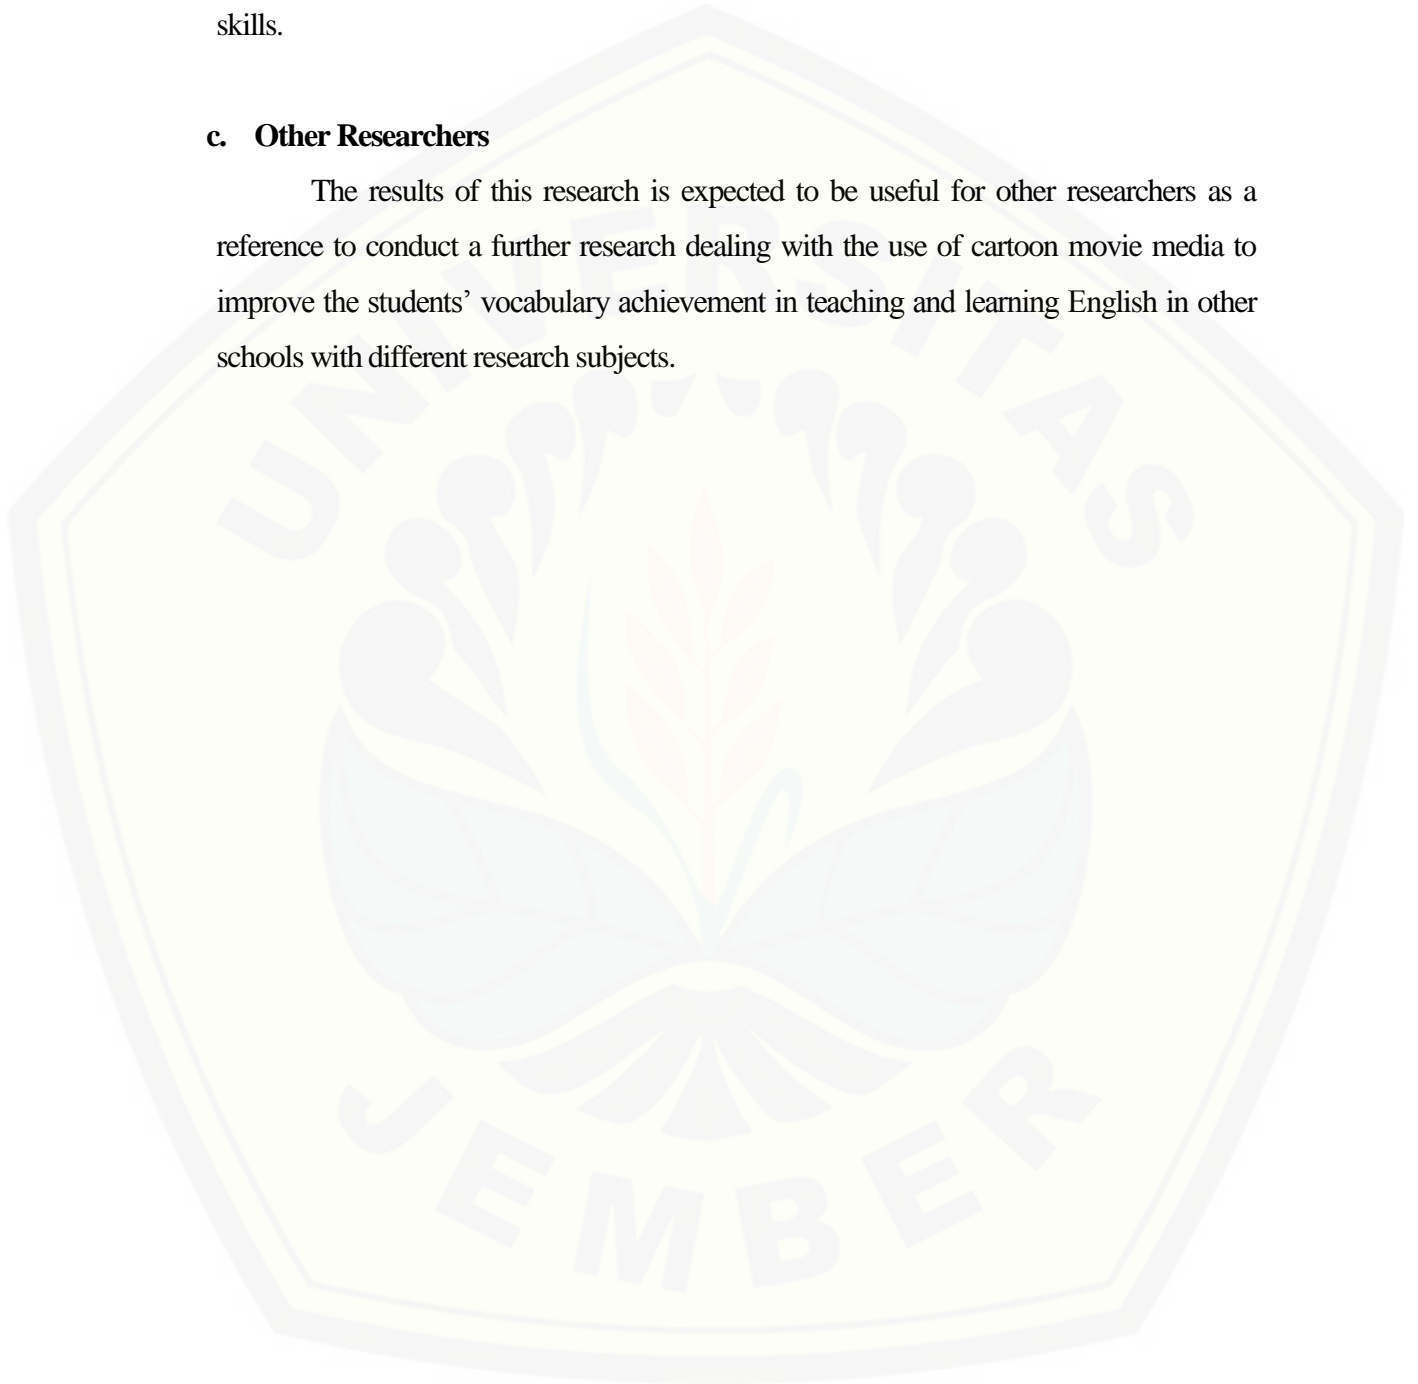 skills.
c. Other Researchers
The results of this research is expected to be useful for other researchers as a
reference to conduct a further research dealing with the use of cartoon movie media to
improve the students’ vocabulary achievement in teaching and learning English in other
schools with different research subjects.
UNIVERSITAS
JEMBER